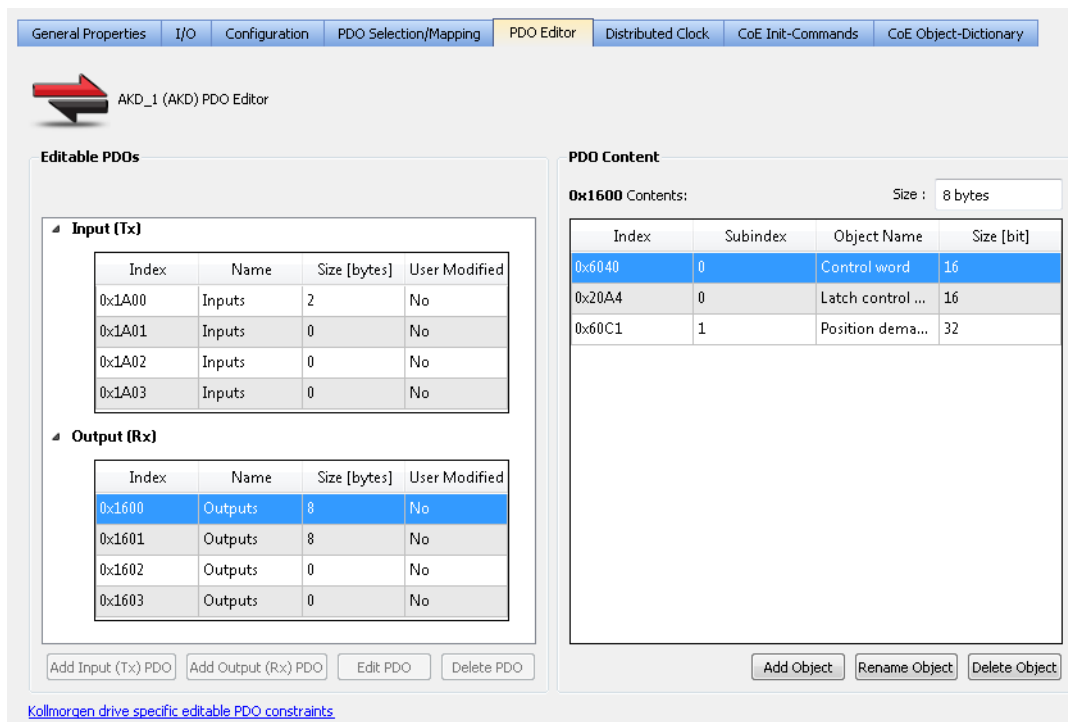 General Properties I/O Configuration PDO Selection/Mapping PDO Editor Distributed Clock CoE Init-Commands CoE Object-Dictionary
AKD_1 (AKD) PDO Editor
Editable PDOs
Input (Tx)
Index Name Size [bytes] User Modified
0x1A00 Inputs 2 No
0x1A01 Inputs 0 No
0x1A02 Inputs 0 No
0x1A03 Inputs 0 No
Output (Rx)
Index Name Size [bytes] User Modified
0x1600 Outputs 8 No
0x1601 Outputs 8 No
0x1602 Outputs 0 No
0x1603 Outputs 0 No
Add Input (Tx) PDO Add Output (Rx) PDO Edit PDO Delete PDO
PDO Content
0x1600 Contents: Size : 8 bytes
Index Subindex Object Name Size [bit]
0x6040 0 Control word 16
0x20A4 0 Latch control ... 16
0x60C1 1 Position dema... 32
Add Object Rename Object Delete Object
Kollmorgen drive specific editable PDO constraints